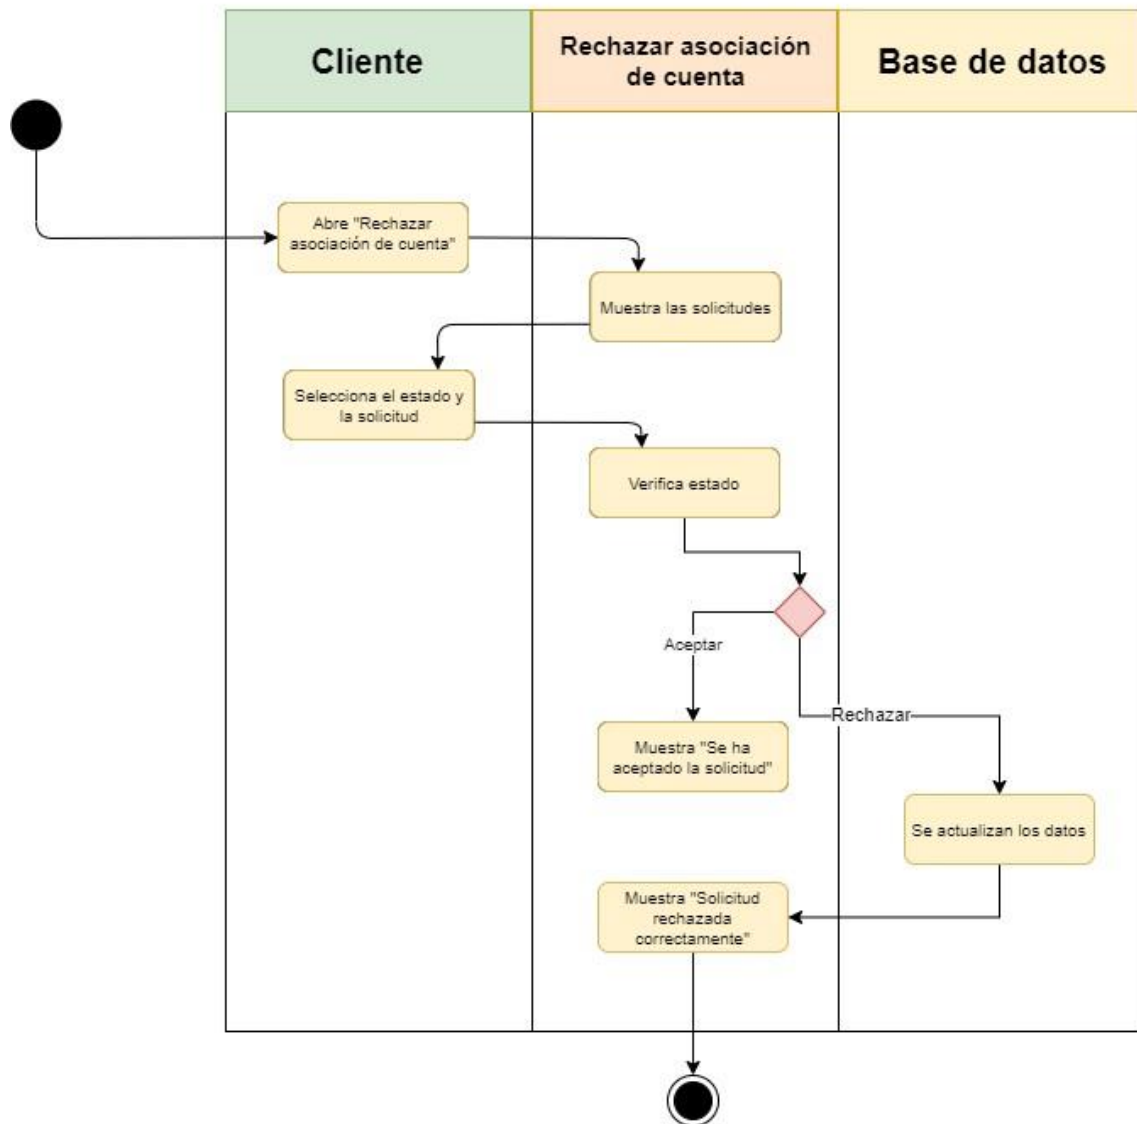 Cliente
Rechazar asociación
de cuenta
Base de datos
Abre "Rechazar
asociación de cuenta"
Muestra las solicitudes
Selecciona el estado y
la solicitud
Verifica estado
Aceptar
Rechazar
Muestra "Se ha
aceptado la solicitud"
Se actualizan los datos
Muestra "Solicitud
rechazada
correctamente"